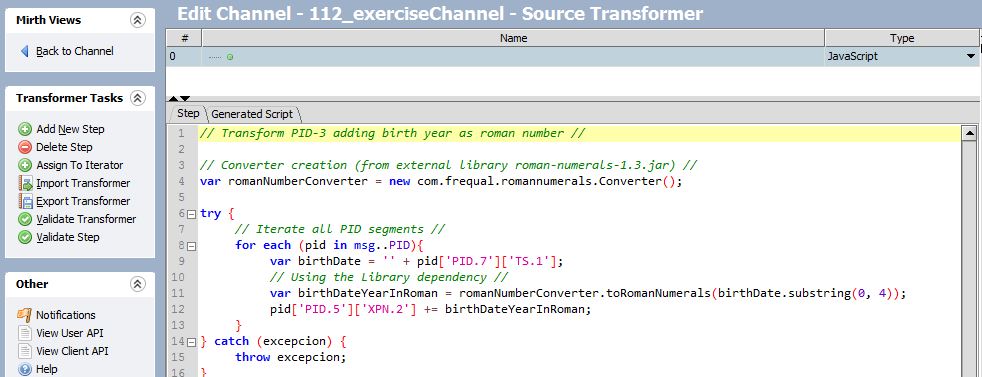 Mirth Views
Back to Channel
Transformer Tasks
Add New Step
Delete Step
Assign To Iterator
Import Transformer
Export Transformer
Validate Transformer
Validate Step
Other
Notifications
View User API
View Client API
Help
Edit Channel - 112_exerciseChannel - Source Transformer
# Name Type
0 JavaScript
Step Generated Script
1 // Transform PID-3 adding birth year as roman number //
2
3 // Converter creation (from external library roman-numerals-1.3.jar) //
4 var romanNumberConverter = new com.frequal.romannumerals.Converter();
5
6 try {
7 // Iterate all PID segments //
8 for each (pid in msg..PID){
9 var birthDate = '' + pid['PID.7']['TS.1'];
10 // Using the Library dependency //
11 var birthDateYearInRoman = romanNumberConverter.toRomanNumerals(birthDate.substring(0, 4));
12 pid['PID.5']['XPN.2'] += birthDateYearInRoman;
13 }
14 } catch (excepcion) {
15 throw excepcion;
16 }